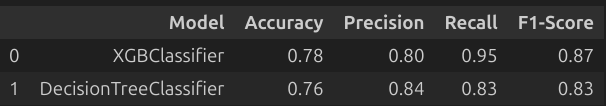 Model Accuracy Precision Recall F1-Score
0 XGBClassifier 0.78 0.80 0.95 0.87
1 DecisionTreeClassifier 0.76 0.84 0.83 0.83